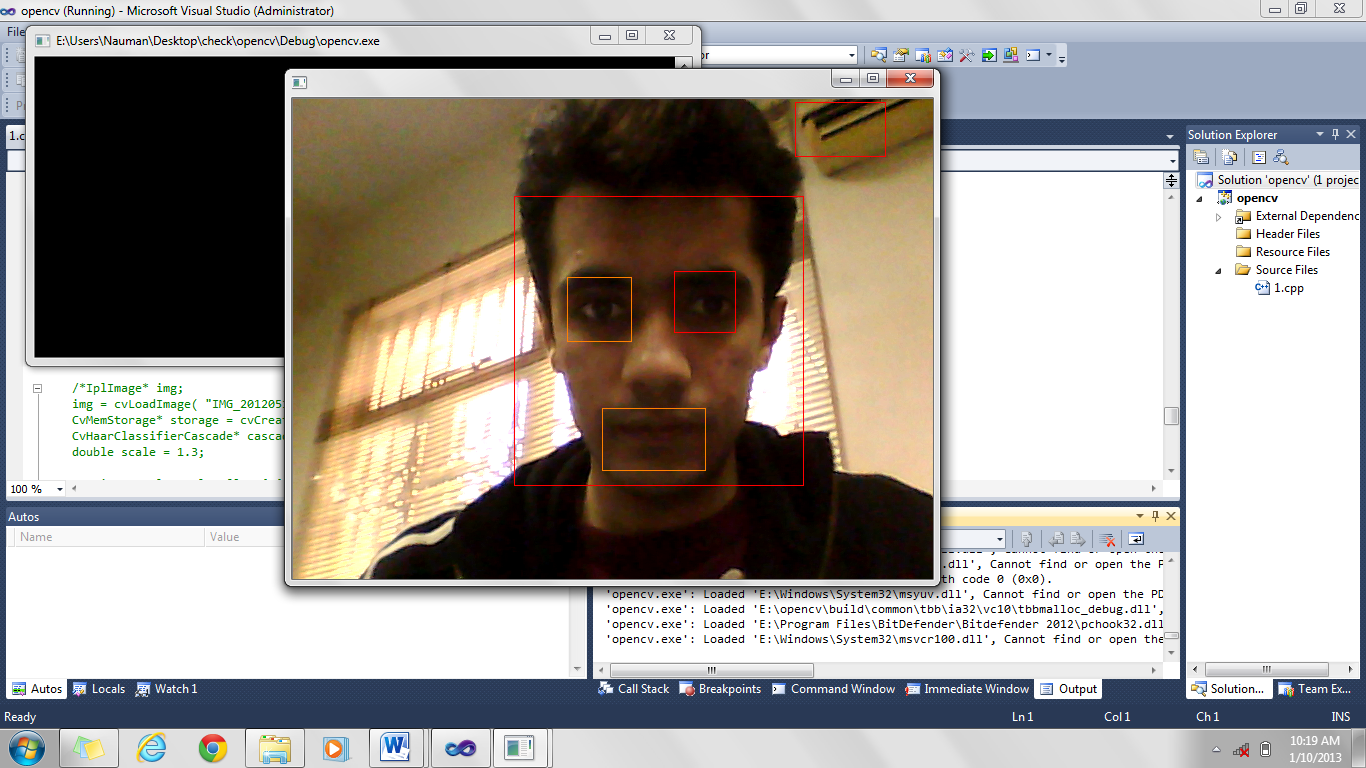 opencv (Running) - Microsoft Visual Studio (Administrator)
File
E:\Users\Nauman\Desktop\check\opencv\Debug\opencv.exe
1.c
Solution Explorer
Solution 'opencv' (1 projec
opencv
External Dependenc
Header Files
Resource Files
Source Files
1.cpp
/*IplImage* img;
img = cvLoadImage( "IMG_201205
CvMemStorage* storage = cvCrea
CvHaarClassifierCascade* casca
double scale = 1.3;
100 %
Autos
Name Value
.dll', Cannot find or open the P
th code 0 (0x0).
'opencv.exe': Loaded 'E:\Windows\System32\msyuv.dll', Cannot find or open the PD
'opencv.exe': Loaded 'E:\opencv\build\common\tbb\ia32\vc10\tbbmalloc_debug.dll',
'opencv.exe': Loaded 'E:\Program Files\BitDefender\Bitdefender 2012\pchook32.dll
'opencv.exe': Loaded 'E:\Windows\System32\msvcr100.dll', Cannot find or open the
Autos Locals Watch 1 Call Stack Breakpoints Command Window Immediate Window Output Solution... Team Ex...
Ready Ln 1 Col 1 Ch 1 INS
10:19 AM
1/10/2013